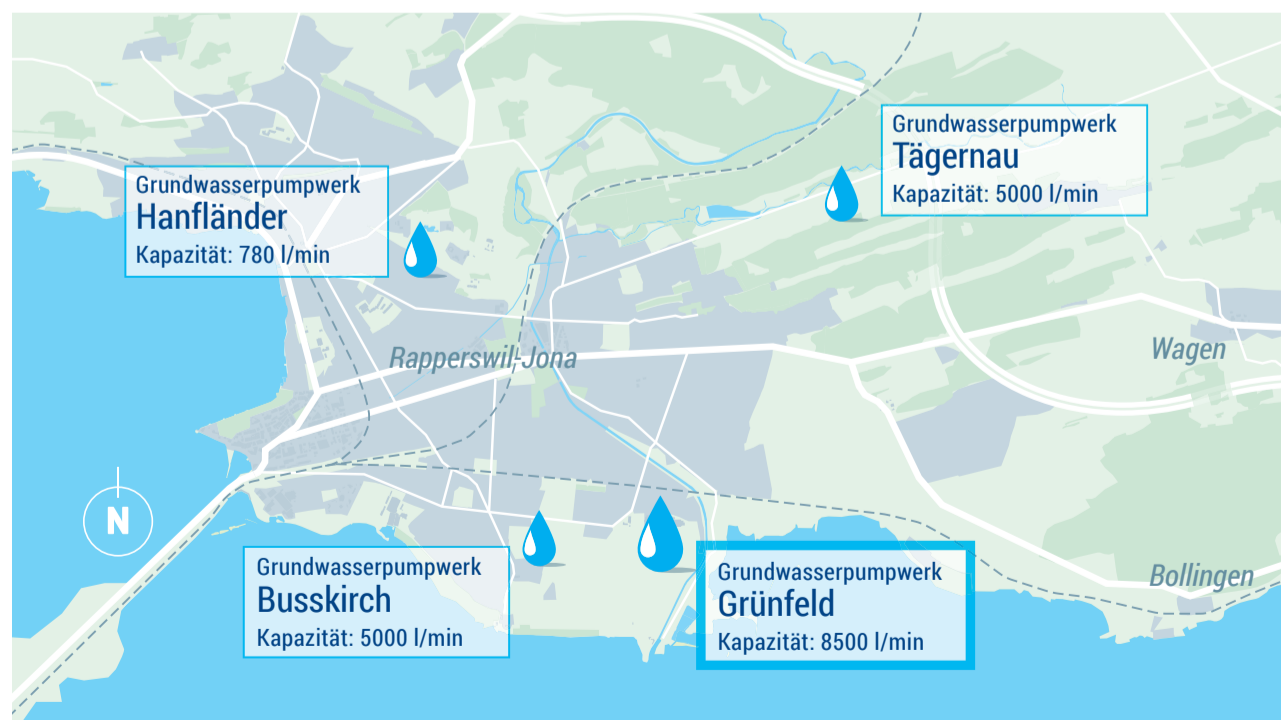 Grundwasserpumpwerk
Tägernau
Kapazität: 5000 l/min
Grundwasserpumpwerk
Hanfländer
Kapazität: 780 l/min
Rapperswil-Jona
Wagen
N
Grundwasserpumpwerk
Busskirch
Kapazität: 5000 l/min
Grundwasserpumpwerk
Grünfeld
Kapazität: 8500 l/min
Bollingen